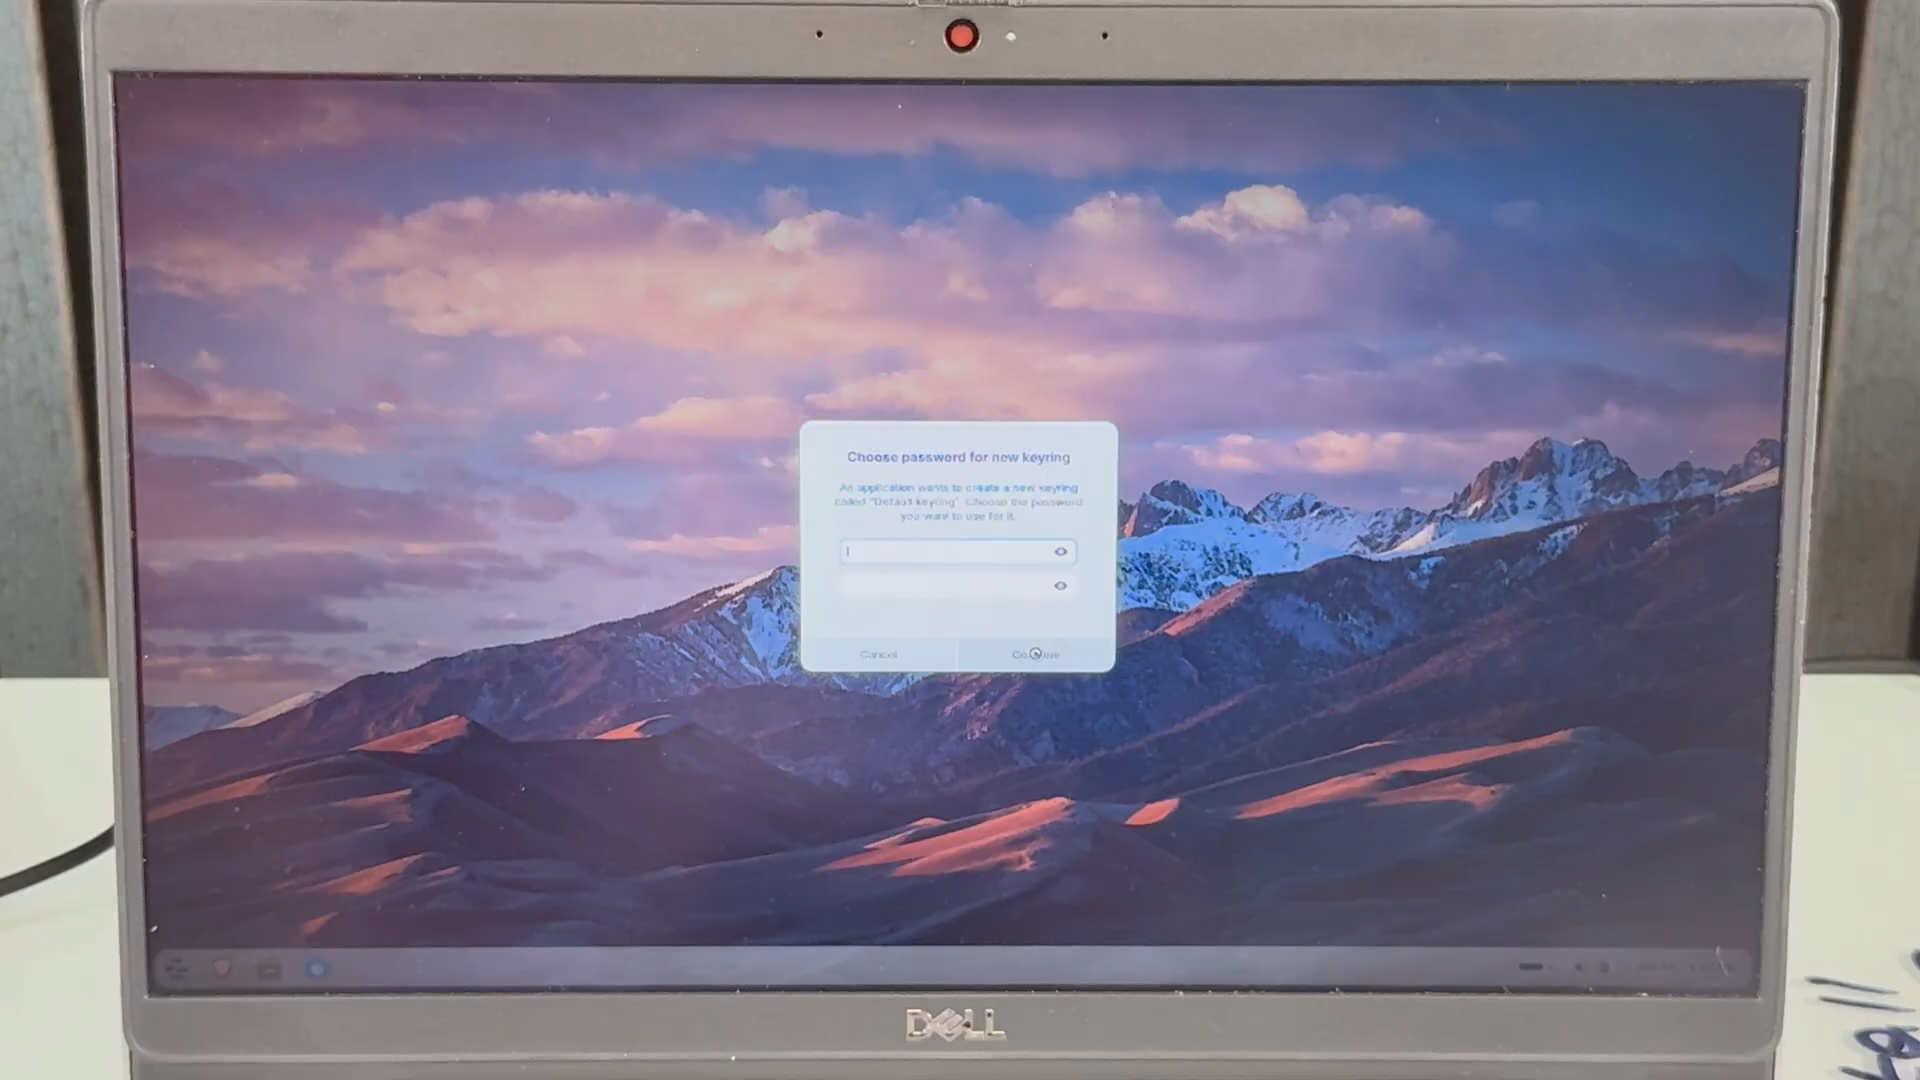 Choose password for new keyring
An application wants to create a new keyring
called "Default keyring". Choose the password
you want to use for it.
Cancel
DELL